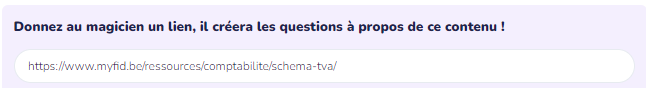 Donnez au magicien un lien, il créera les questions à propos de ce contenu !
https://www.myfid.be/ressources/comptabilite/schema-tva/